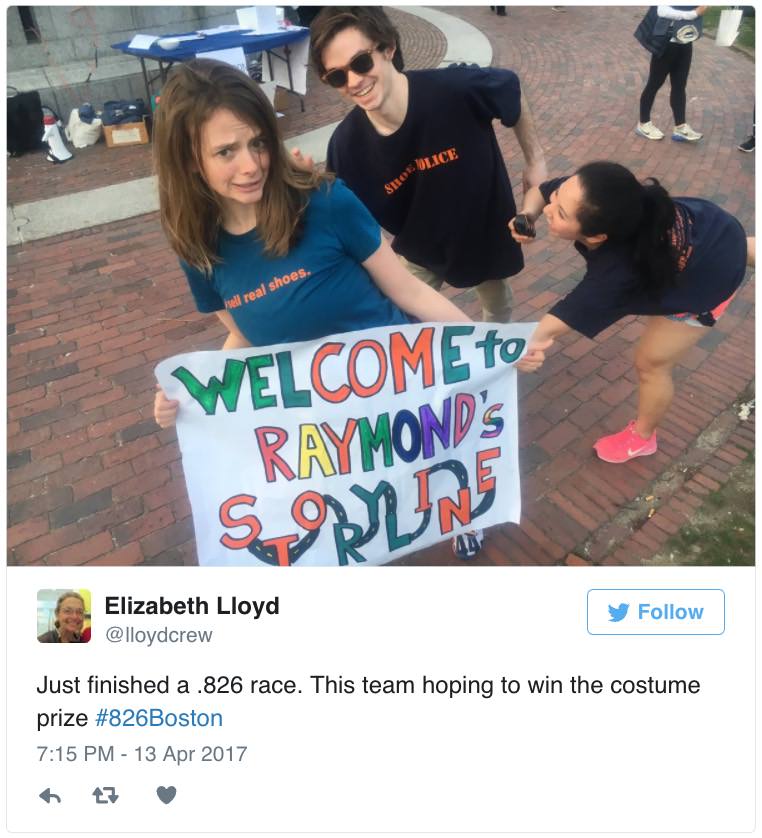 SHOE POLICE
sell real shoes.
WELCOME to
RAYMOND'S
STORYLINE
Elizabeth Lloyd
@lloydcrew
Follow
Just finished a .826 race. This team hoping to win the costume
prize #826Boston
7:15 PM - 13 Apr 2017